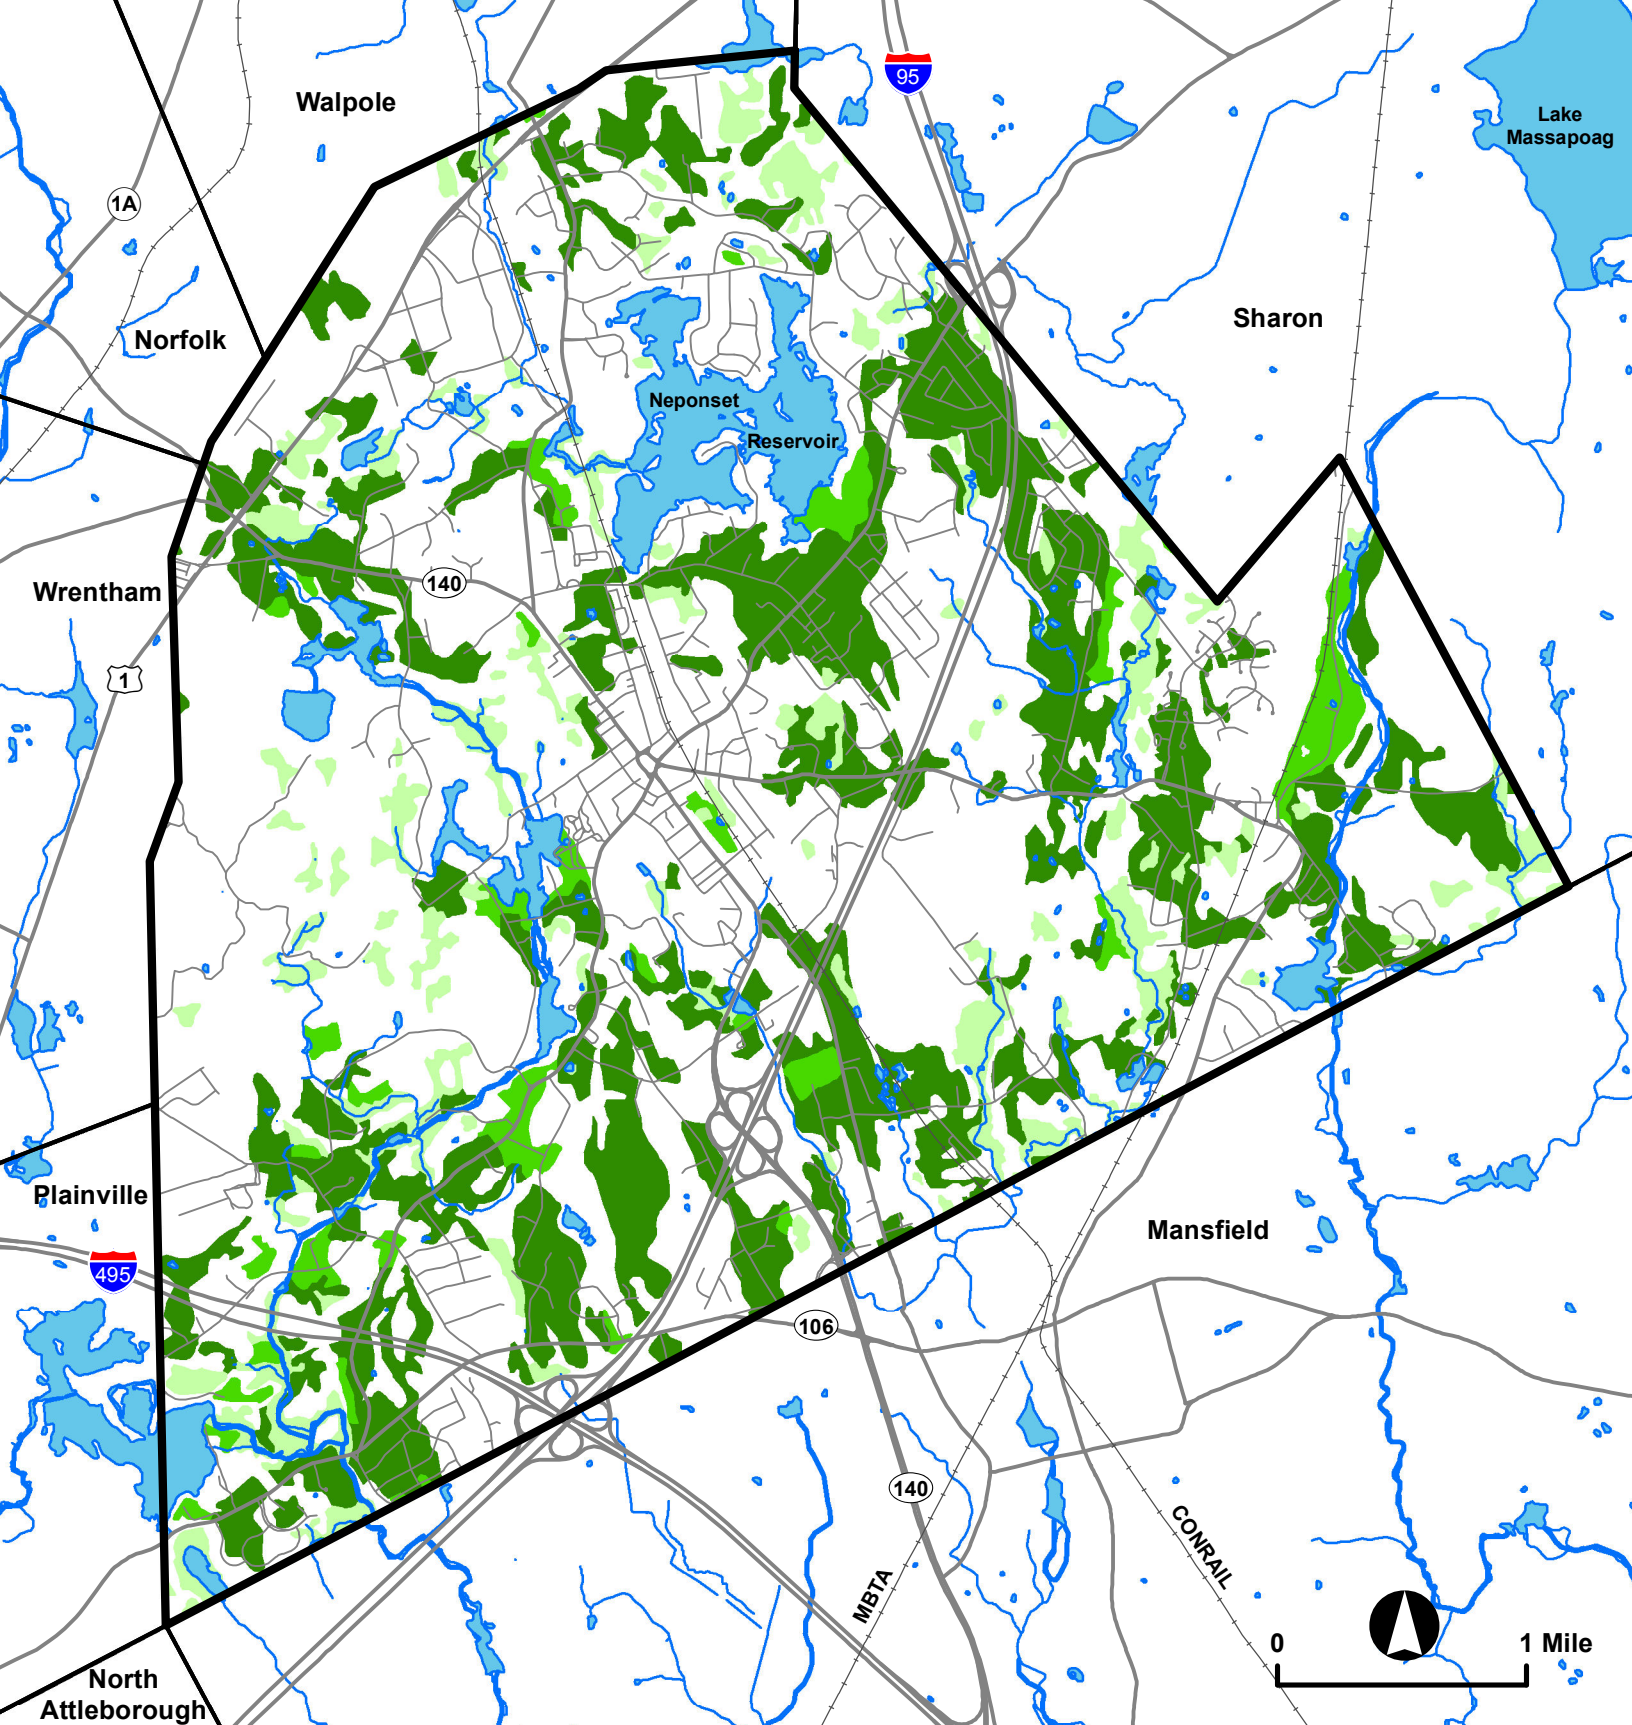 95
Walpole
Lake
Massapoag
1A
Sharon
Norfolk
Neponset
Reservoir
140
Wrentham
1
Plainville
Mansfield
495
106
140
CONRAIL
MBTA
0
1 Mile
North
Attleborough